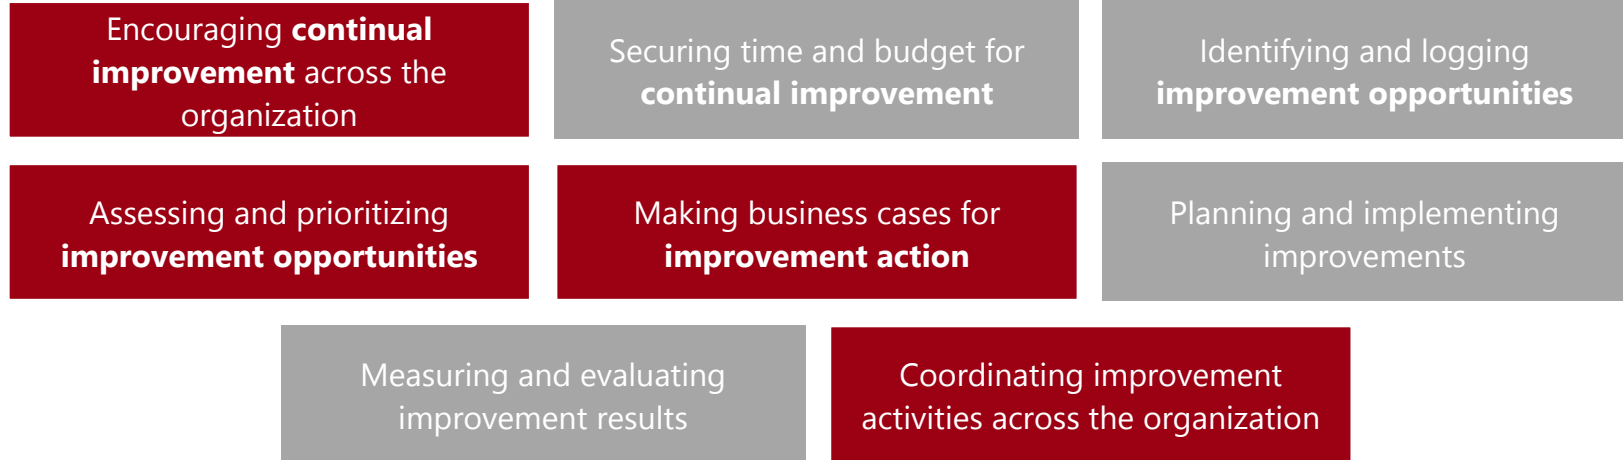 Encouraging continual
improvement across the
organization
Securing time and budget for
continual improvement
Identifying and logging
improvement opportunities
Assessing and prioritizing
improvement opportunities
Making business cases for
improvement action
Planning and implementing
improvements
Measuring and evaluating
improvement results
Coordinating improvement
activities across the organization